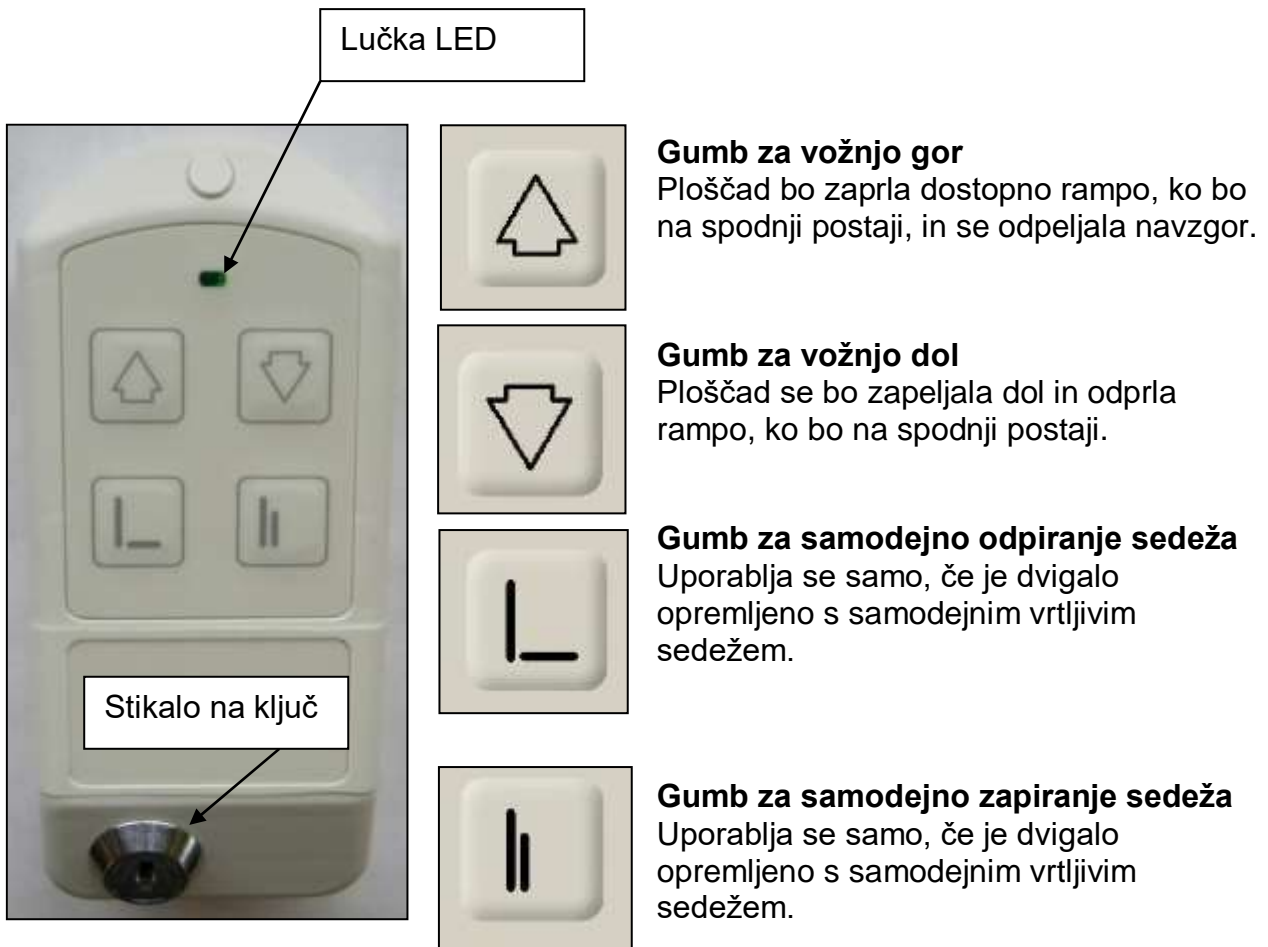 Lučka LED
Gumb za vožnjo gor
Ploščad bo zaprla dostopno rampo, ko bo
na spodnji postaji, in se odpeljala navzgor.
Gumb za vožnjo dol
Ploščad se bo zapeljala dol in odprla
rampo, ko bo na spodnji postaji.
Gumb za samodejno odpiranje sedeža
Uporablja se samo, če je dvigalo
opremljeno s samodejnim vrtljivim
sedežem.
Stikalo na ključ
Gumb za samodejno zapiranje sedeža
Uporablja se samo, če je dvigalo
opremljeno s samodejnim vrtljivim
sedežem.